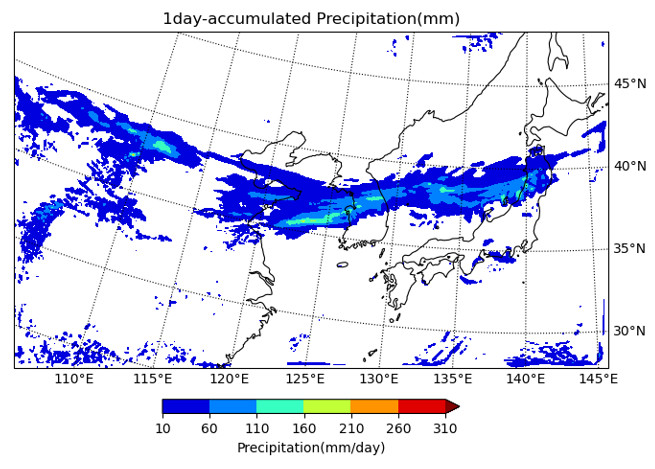 1day-accumulated Precipitation(mm)
45°N
40°N
35°N
30°N
110°E 115°E 120°E 125°E 130°E 135°E 140°E 145°E
10 60 110 160 210 260 310
Precipitation(mm/day)